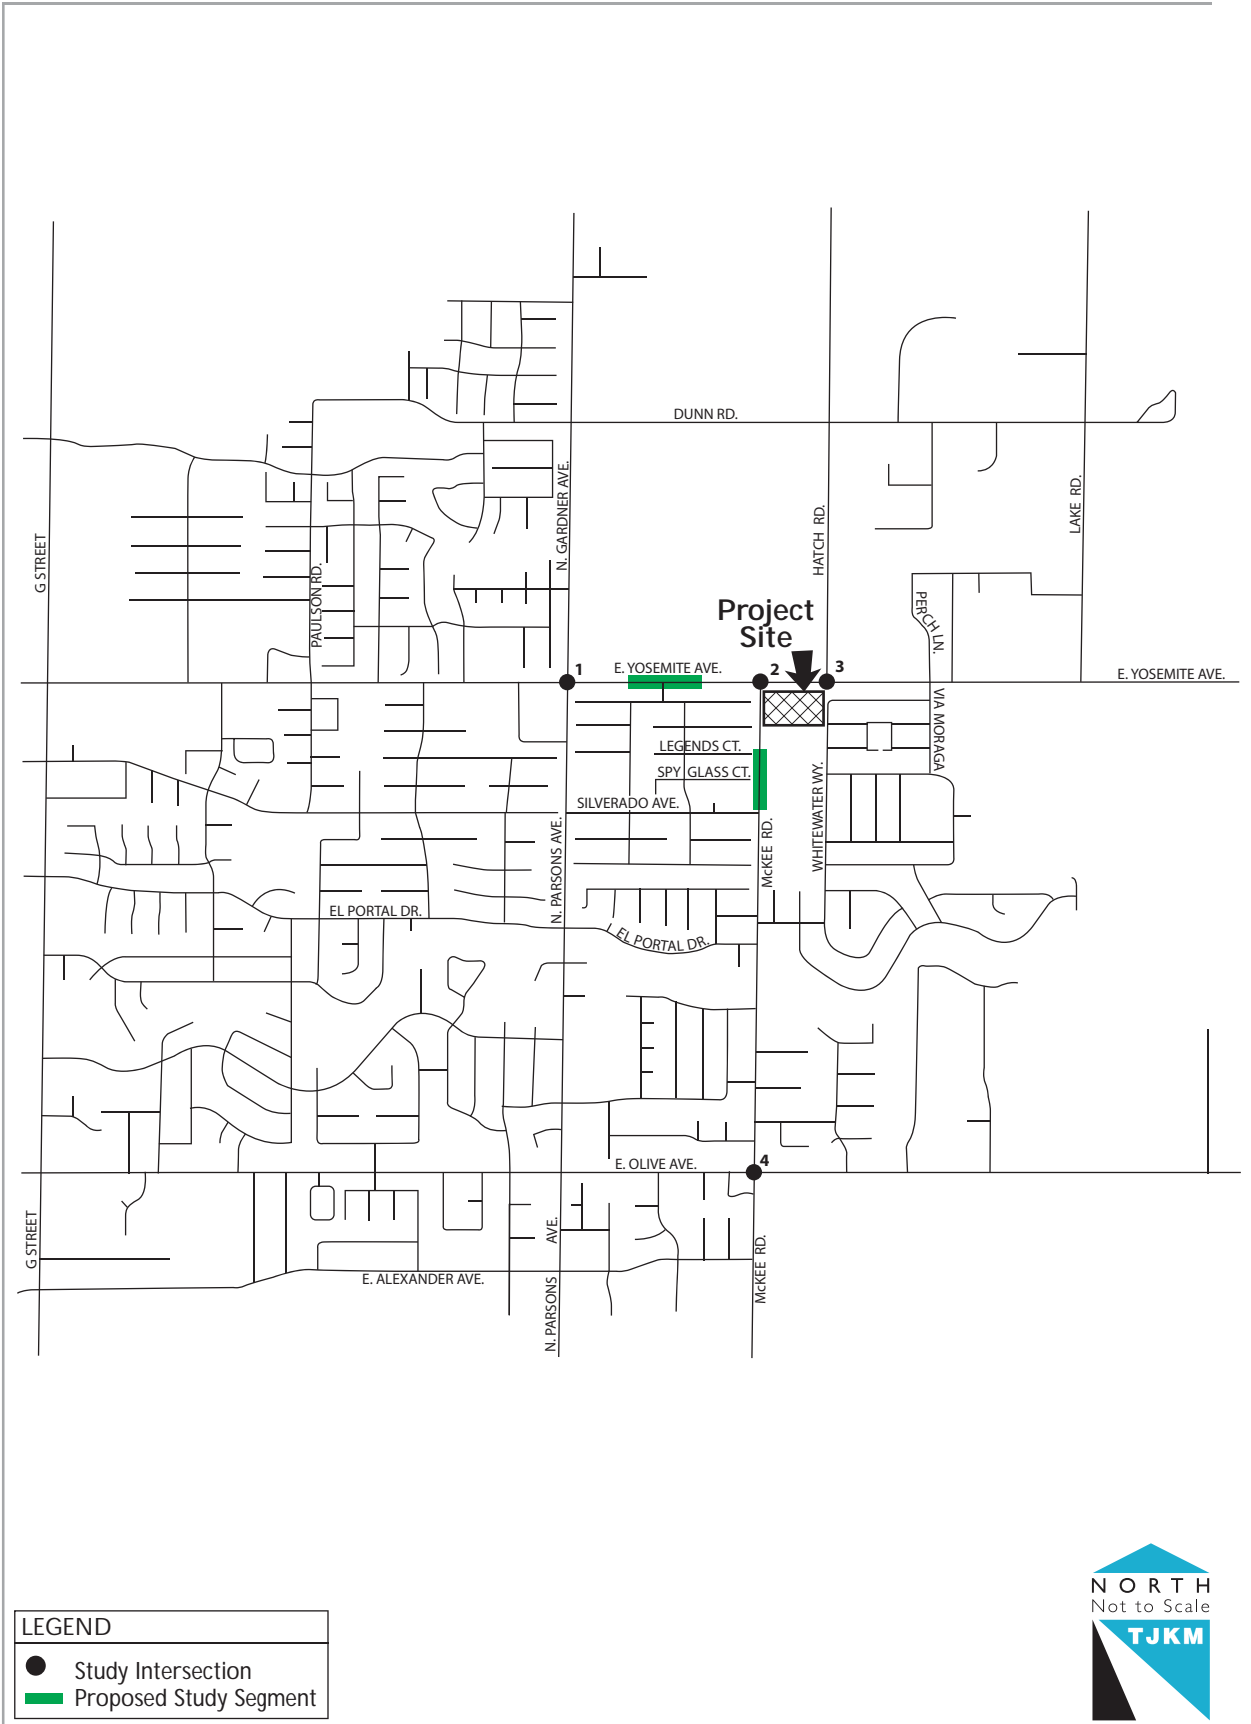 DUNN RD.
N. GARDNER AVE.
HATCH RD.
LAKE RD.
G STREET
PAULSON RD.
PERCH LN.
Project
Site
1
E. YOSEMITE AVE.
2
3
E. YOSEMITE AVE.
VIA MORAGA
LEGENDS CT.
SPY GLASS CT.
SILVERADO AVE.
N. PARSONS AVE.
McKEE RD.
WHITEWATER WY.
EL PORTAL DR.
EL PORTAL DR.
E. OLIVE AVE.
4
G STREET
N. PARSONS AVE.
McKEE RD.
E. ALEXANDER AVE.
NORTH
Not to Scale
TJKM
LEGEND
Study Intersection
Proposed Study Segment